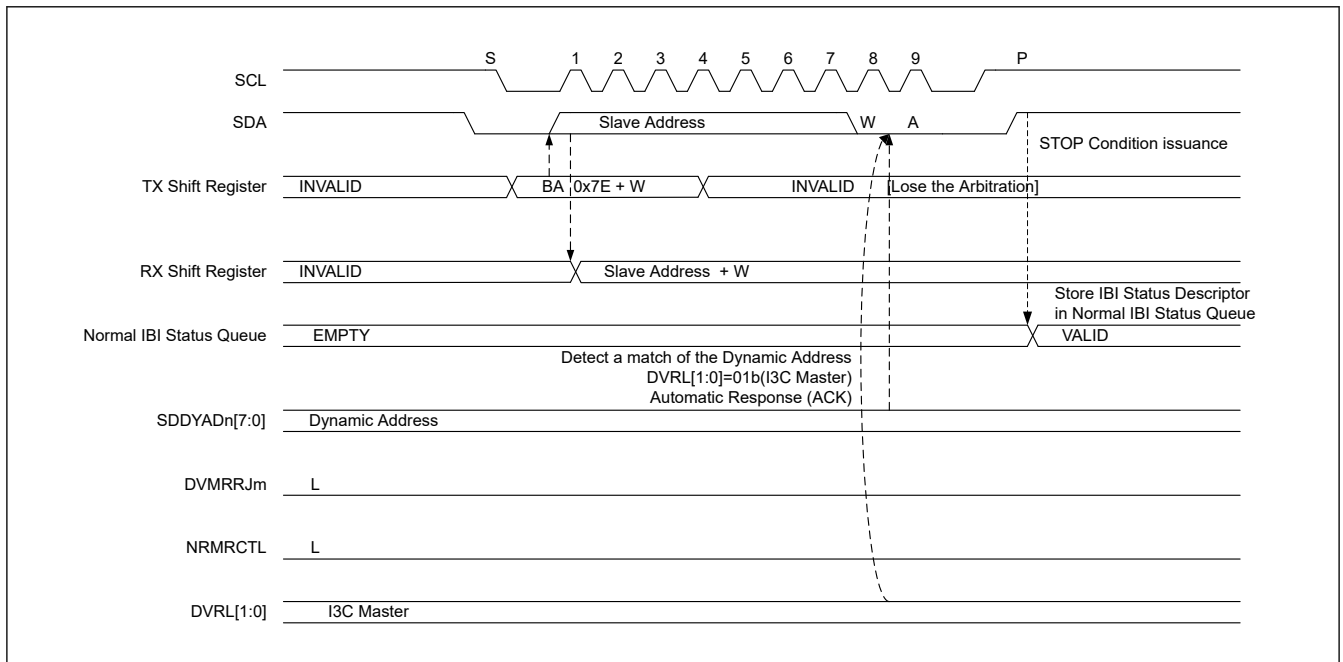 S 1 2 3 4 5 6 7 8 9 P
SCL
SDA Slave Address W A
STOP Condition issuance
TX Shift Register INVALID BA 0x7E + W INVALID [Lose the Arbitration]
RX Shift Register INVALID Slave Address + W
Store IBI Status Descriptor
in Normal IBI Status Queue
Normal IBI Status Queue EMPTY VALID
Detect a match of the Dynamic Address
DVRL[1:0]=01b(I3C Master)
Automatic Response (ACK)
SDDYADn[7:0] Dynamic Address
DVMRRJm L
NRMRCTL L
DVRL[1:0] I3C Master